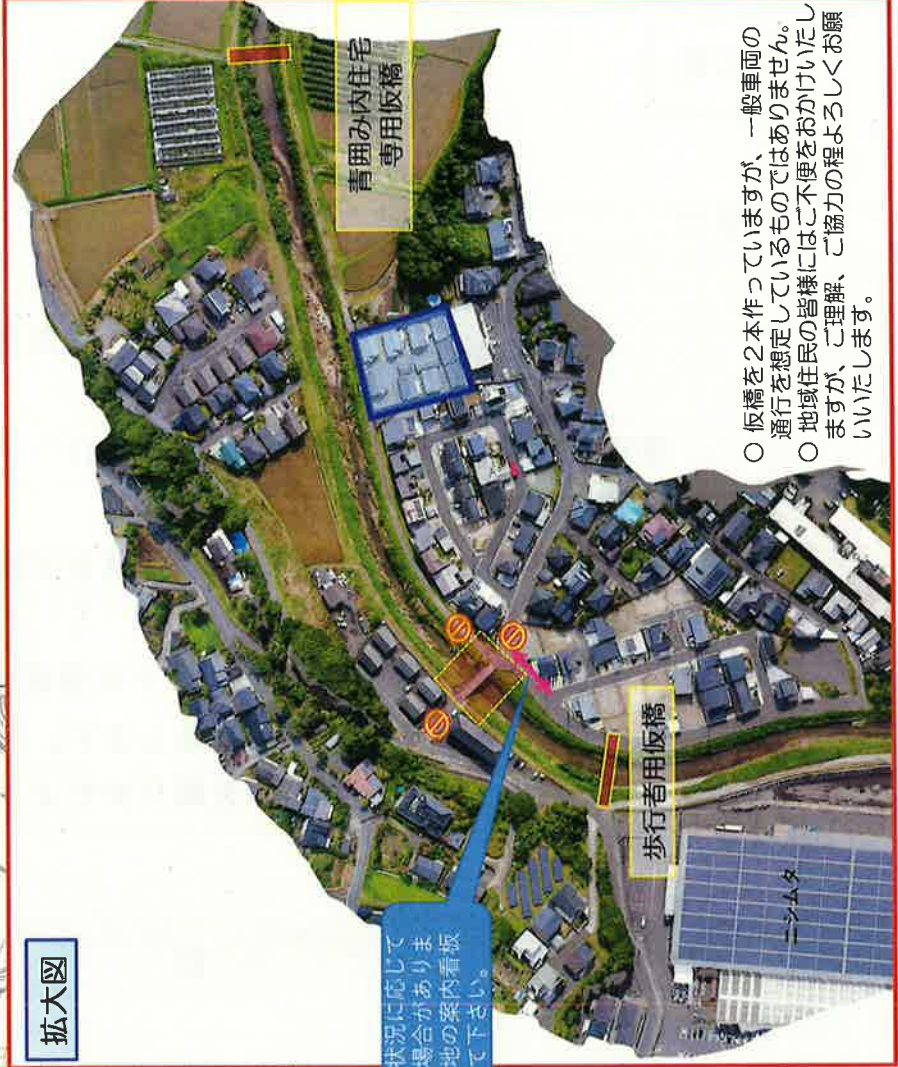 拡大図
状況に応じて
場合がありま
地の案内看板
て下さい。
青囲み内住宅
専用仮橋
歩行者用仮橋
ニシムタ
○ 仮橋を２本作っていますが、一般車両の
通行を想定しているものではありません。
○ 地域住民の皆様にはご不便をおかけいたし
ますが、ご理解、ご協力の程よろしくお願
いいたします。